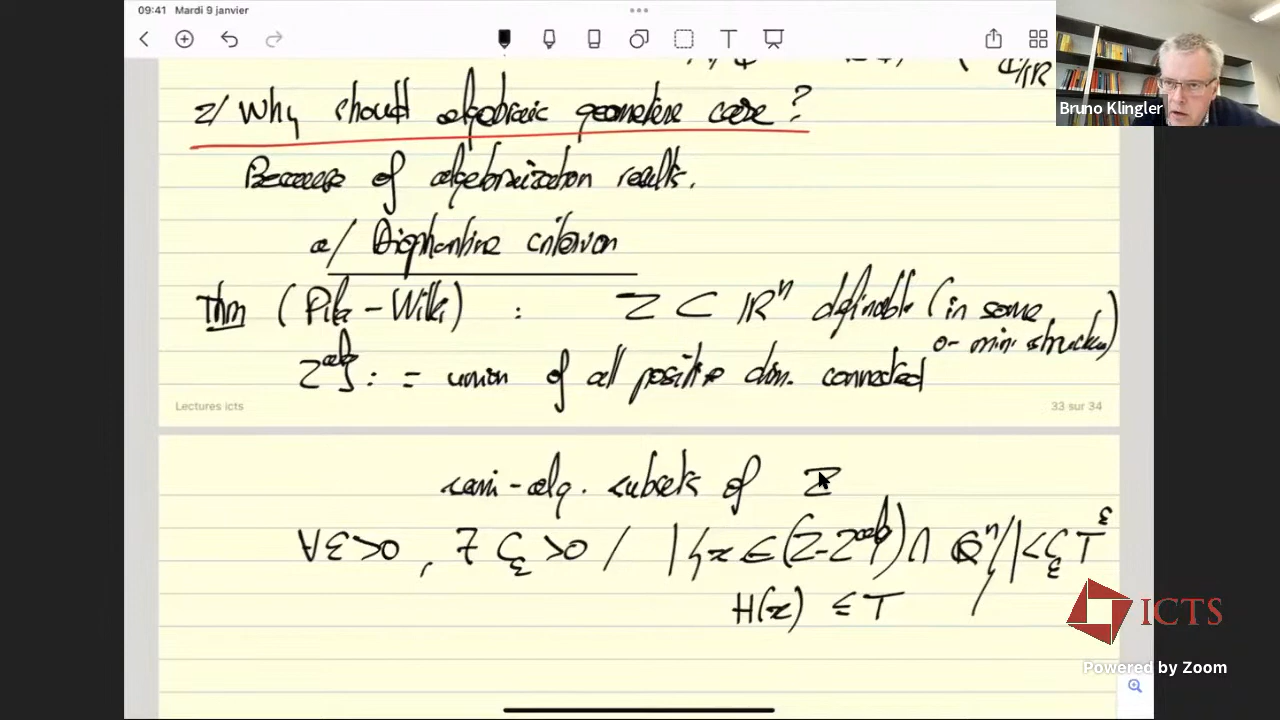 09:41 Mardi 9 janvier
Bruno Klingler
2/ Why should algebraic geometers care ?
Because of algebraization results.
a/ Diophantine criterion
Thm (Pila - Wilkie) : Z ⊂ ℝⁿ definable (in some
o-min. structure)
Z^alg : = union of all positive dim. connected
Lectures icts
33 sur 34
semi-alg. subsets of Z
∀ε>0, ∃ C_ε >0 / |{x ∈ (Z - Z^alg) ∩ ℚⁿ / | < C_ε T^ε
H(x) ≤ T
ICTS
Powered by Zoom